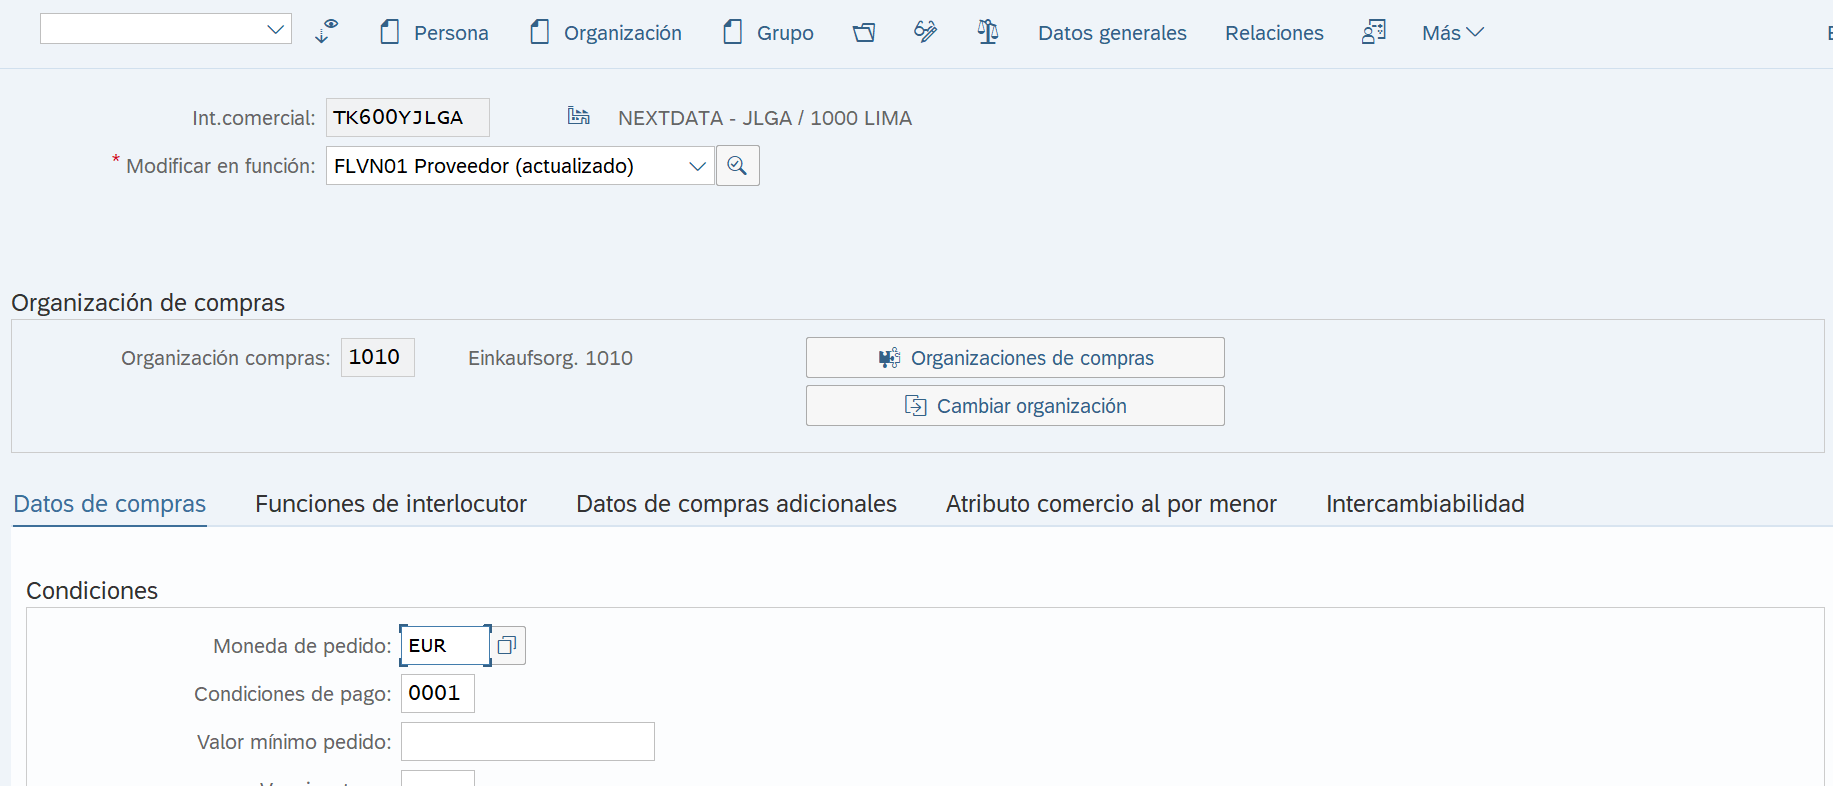 Persona Organización Grupo Datos generales Relaciones Más
Int.comercial: TK600YJLGA NEXTDATA - JLGA / 1000 LIMA
* Modificar en función: FLVN01 Proveedor (actualizado)
Organización de compras
Organización compras: 1010 Einkaufsorg. 1010 Organizaciones de compras
Cambiar organización
Datos de compras Funciones de interlocutor Datos de compras adicionales Atributo comercio al por menor Intercambiabilidad
Condiciones
Moneda de pedido: EUR
Condiciones de pago: 0001
Valor mínimo pedido: